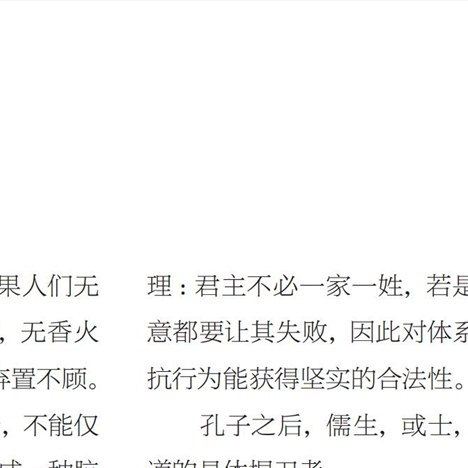 果人们无
，无香火
弃置不顾。
，不能仅
理：君主不必一家一姓，若是
意都要让其失败，因此对体系
抗行为能获得坚实的合法性。
孔子之后，儒生，或士，